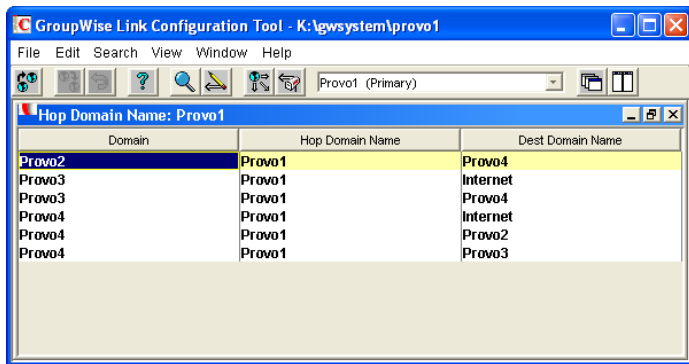 GroupWise Link Configuration Tool - K:\gwsystem\provo1
File Edit Search View Window Help
Provo1 (Primary)
Hop Domain Name: Provo1
Domain Hop Domain Name Dest Domain Name
Provo2 Provo1 Provo4
Provo3 Provo1 Internet
Provo3 Provo1 Provo4
Provo4 Provo1 Internet
Provo4 Provo1 Provo2
Provo4 Provo1 Provo3